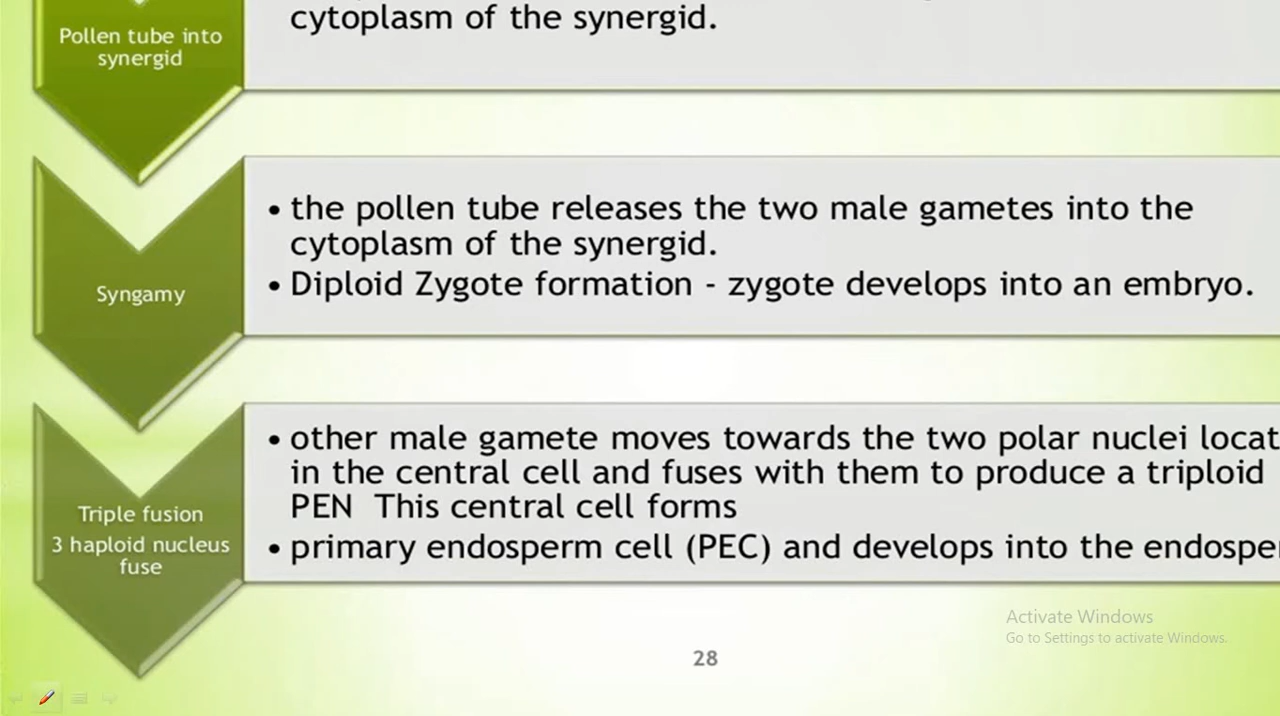 cytoplasm of the synergid.
Pollen tube into
synergid
• the pollen tube releases the two male gametes into the
cytoplasm of the synergid.
• Diploid Zygote formation - zygote develops into an embryo.
Syngamy
• other male gamete moves towards the two polar nuclei locat
in the central cell and fuses with them to produce a triploid
PEN This central cell forms
• primary endosperm cell (PEC) and develops into the endospe
Triple fusion
3 haploid nucleus
fuse
Activate Windows
Go to Settings to activate Windows.
28